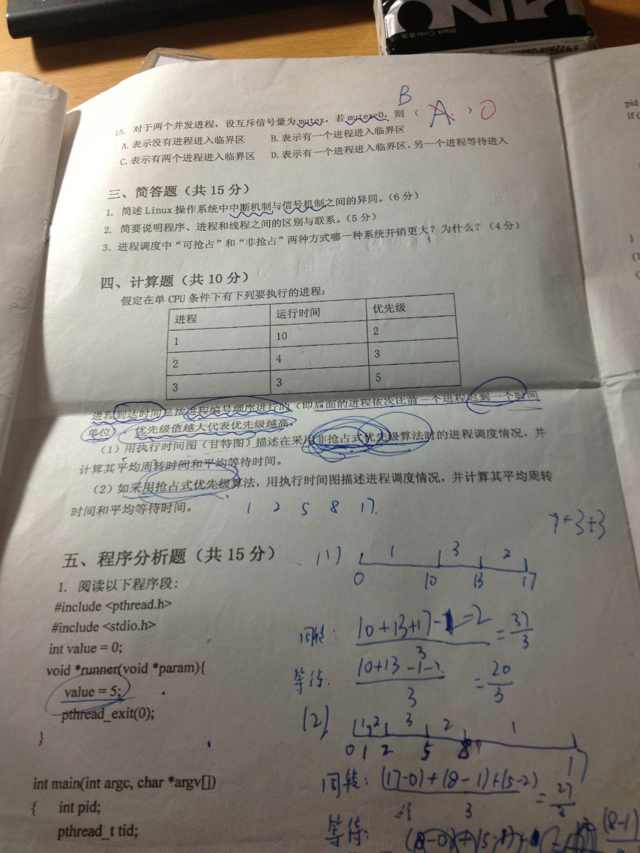 15. 对于两个并发进程，设互斥信号量为mutex，若mutex=0，则（ A ） O
B
A. 表示没有进程进入临界区 B. 表示有一个进程进入临界区
C. 表示有两个进程进入临界区 D. 表示有一个进程进入临界区，另一个进程等待进入
三、简答题（共 15 分）
1. 简述 Linux 操作系统中中断机制与信号机制之间的异同。（6 分）
2. 简要说明程序、进程和线程之间的区别与联系。（5 分）
3. 进程调度中“可抢占”和“非抢占”两种方式哪一种系统开销更大？为什么？（4 分）
四、计算题（共 10 分）
假定在单 CPU 条件下有下列要执行的进程：
进程 运行时间 优先级
1 10 2
2 4 3
3 3 5
进程到达时间是按进程编号顺序进行的（即后面的进程依次比前一个进程迟到一个时间
单位），优先级值越大代表优先级越高。
（1）用执行时间图（甘特图）描述在采用非抢占式优先级算法时的进程调度情况，并
计算其平均周转时间和平均等待时间。
（2）如采用抢占式优先级算法，用执行时间图描述进程调度情况，并计算其平均周转
时间和平均等待时间。
1 2 5 8 17
7+3+3
五、程序分析题（共 15 分）
1. 阅读以下程序段：
#include <pthread.h>
#include <stdio.h>
int value = 0;
void *runner(void *param){
value = 5;
pthread_exit(0);
}
int main(int argc, char *argv[])
{ int pid;
pthread_t tid;
(1) 1 3 2
0 10 13 17
周转: 10+13+17-1-2 / 3 = 37/3
等待: 10+13-1-2 / 3 = 20/3
(2) 1 2 3 2 1
0 1 2 5 8 17
周转: (17-0)+(8-1)+(5-2) / 3 = 27/3
等待:
(8-1)
pid
if(
}